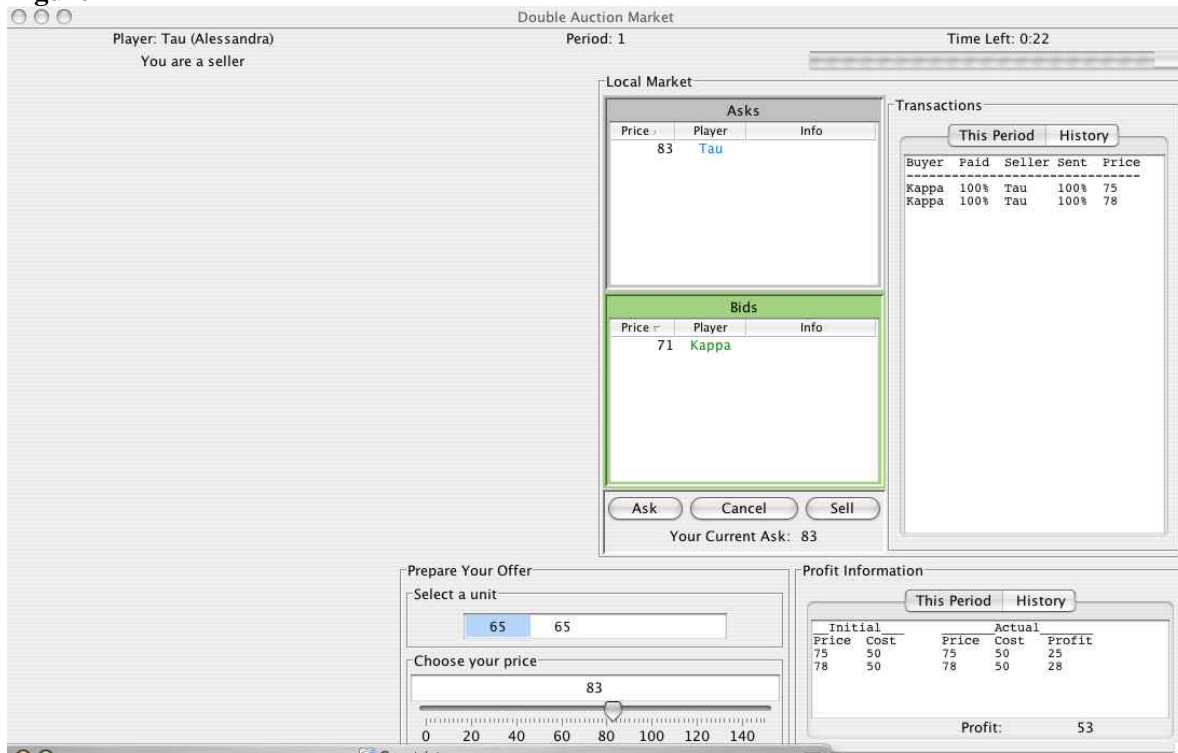 Double Auction Market
Player: Tau (Alessandra)
Period: 1
Time Left: 0:22
You are a seller
Local Market
Asks
Price Player Info
83 Tau
Bids
Price Player Info
71 Kappa
Ask Cancel Sell
Your Current Ask: 83
Transactions
This Period History
Buyer Paid Seller Sent Price
Kappa 100% Tau 100% 75
Kappa 100% Tau 100% 78
Prepare Your Offer
Select a unit
65 65
Choose your price
83
0 20 40 60 80 100 120 140
Profit Information
This Period History
Initial Actual
Price Cost Price Cost Profit
75 50 75 50 25
78 50 78 50 28
Profit: 53